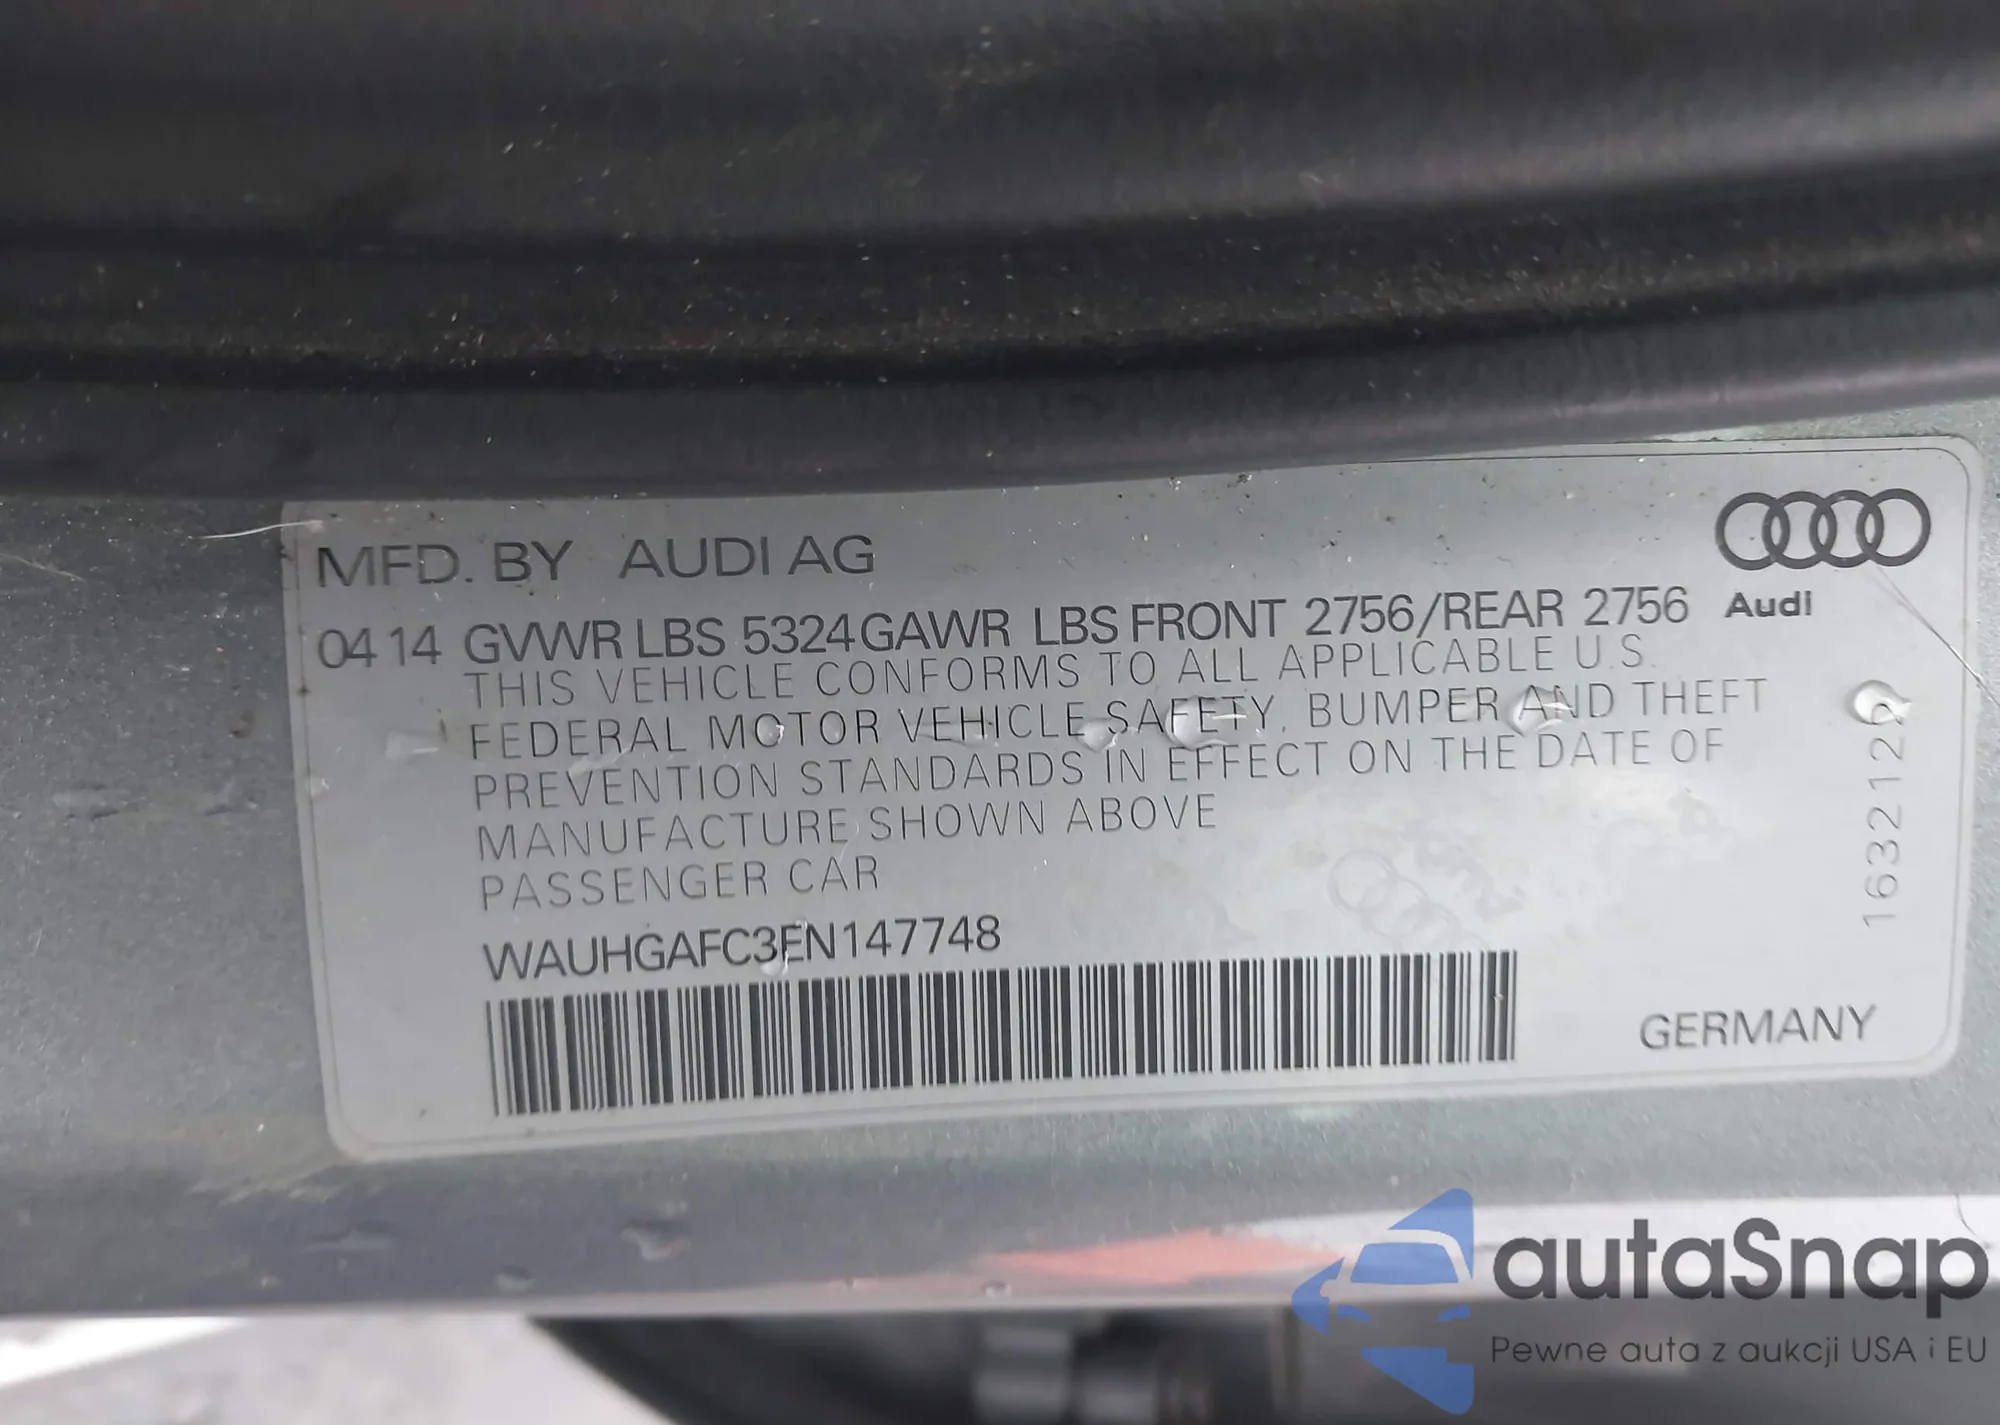 MFD. BY AUDI AG
0414 GVWR LBS 5324 GAWR LBS FRONT 2756/REAR 2756
Audi
THIS VEHICLE CONFORMS TO ALL APPLICABLE U.S.
FEDERAL MOTOR VEHICLE SAFETY, BUMPER AND THEFT
PREVENTION STANDARDS IN EFFECT ON THE DATE OF
MANUFACTURE SHOWN ABOVE
PASSENGER CAR
WAUHGAFC3EN147748
1632122
GERMANY
autaSnap
Pewne auta z aukcji USA i EU